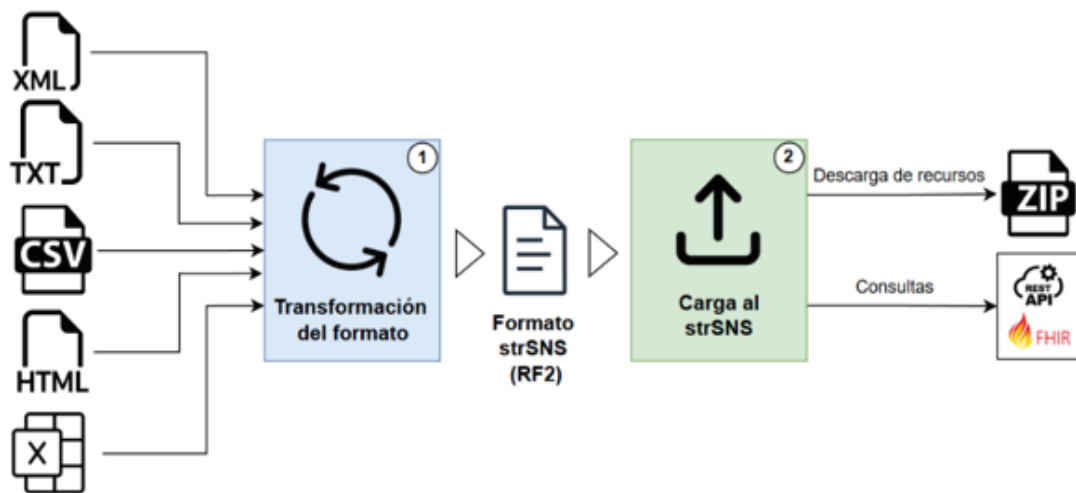 XML
TXT
CSV
HTML
X
1
Transformación
del formato
Formato
strSNS
(RF2)
2
Carga al
strSNS
Descarga de recursos
ZIP
Consultas
REST
API
FHIR